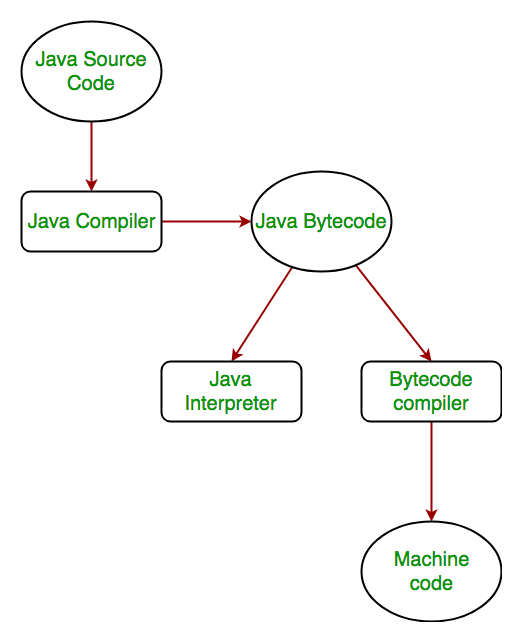 Java Source
Code
Java Compiler
Java Bytecode
Java
Interpreter
Bytecode
compiler
Machine
code